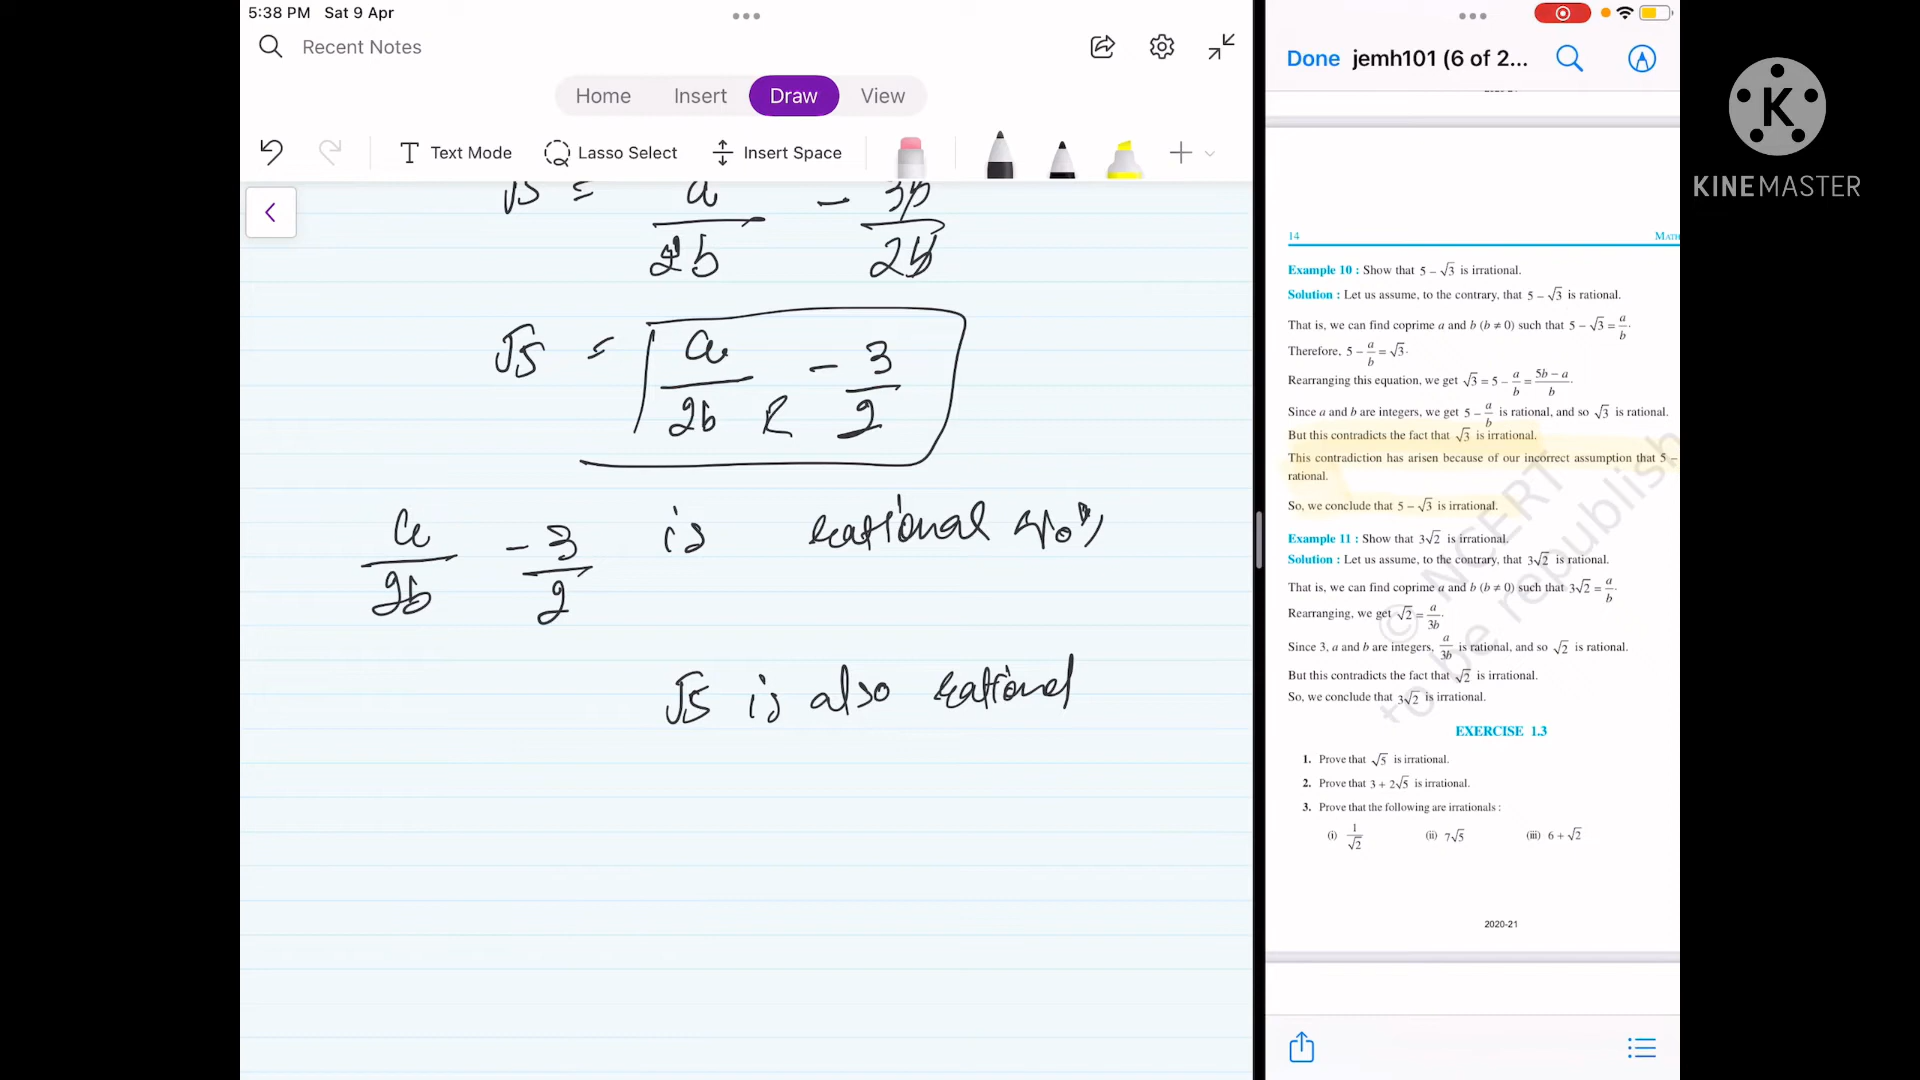 5:38 PM Sat 9 Apr
Recent Notes
Home Insert Draw View
Text Mode Lasso Select Insert Space
√5 = a/2b - 3b/2b
√5 = a/2b - 3/2
a/2b - 3/2 is rational no's
√5 is also rational
Done jemh101 (6 of 2...
14 MATH
Example 10 : Show that 5 – √3 is irrational.
Solution : Let us assume, to the contrary, that 5 – √3 is rational.
That is, we can find coprime a and b (b ≠ 0) such that 5 – √3 = a/b.
Therefore, 5 – a/b = √3.
Rearranging this equation, we get √3 = 5 – a/b = (5b – a)/b.
Since a and b are integers, we get 5 – a/b is rational, and so √3 is rational.
But this contradicts the fact that √3 is irrational.
This contradiction has arisen because of our incorrect assumption that 5 –
rational.
So, we conclude that 5 – √3 is irrational.
Example 11 : Show that 3√2 is irrational.
Solution : Let us assume, to the contrary, that 3√2 is rational.
That is, we can find coprime a and b (b ≠ 0) such that 3√2 = a/b.
Rearranging, we get √2 = a/3b.
Since 3, a and b are integers, a/3b is rational, and so √2 is rational.
But this contradicts the fact that √2 is irrational.
So, we conclude that 3√2 is irrational.
© NCERT
to be republish
EXERCISE 1.3
1. Prove that √5 is irrational.
2. Prove that 3 + 2√5 is irrational.
3. Prove that the following are irrationals :
(i) 1/√2 (ii) 7√5 (iii) 6 + √2
2020-21
K
KINEMASTER